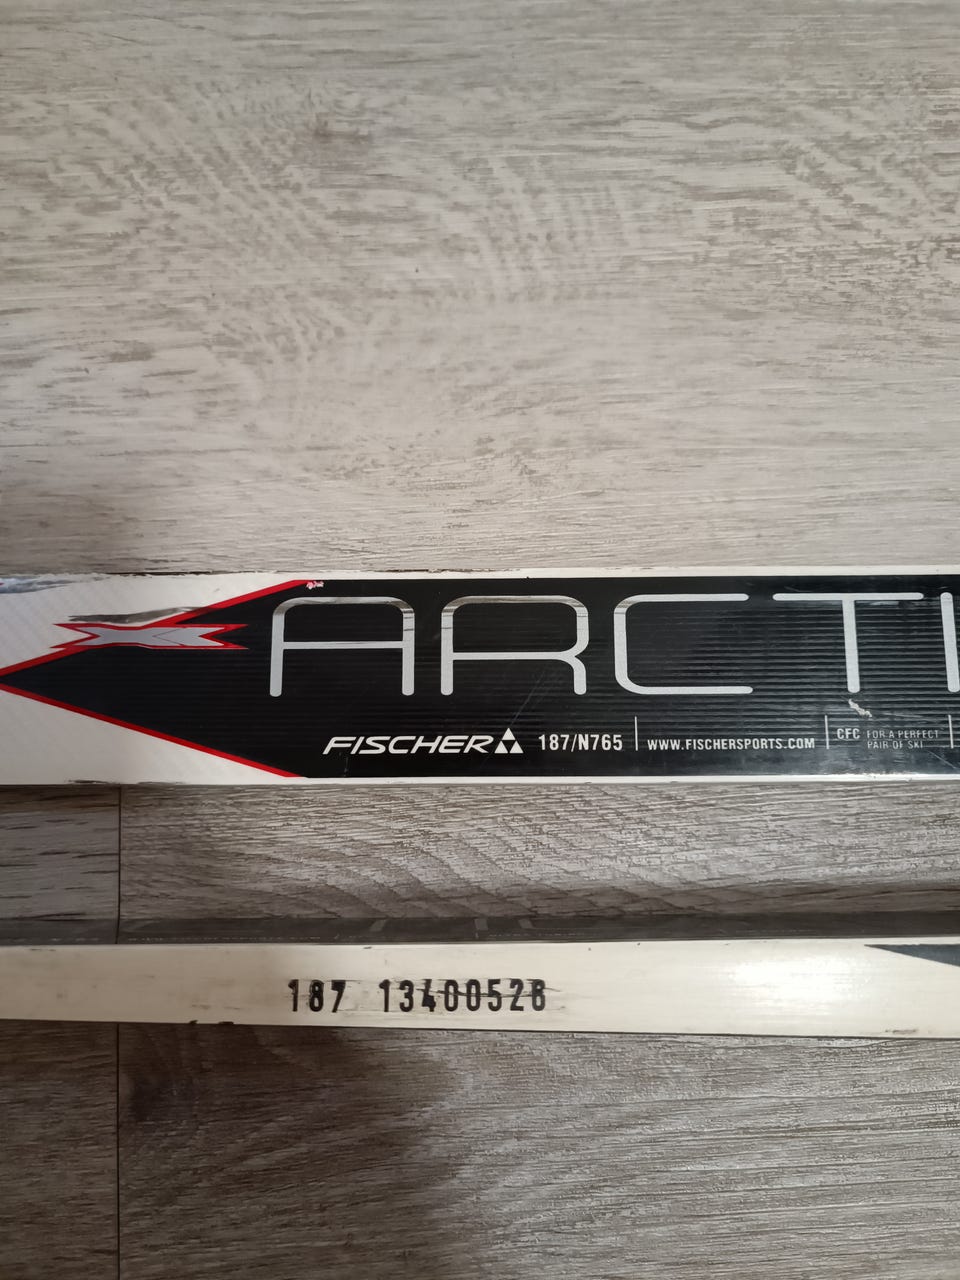 ARCTI
FISCHER 187/N765 WWW.FISCHERSPORTS.COM CFC FOR A PERFECT
PAIR OF SKI
187 13400528